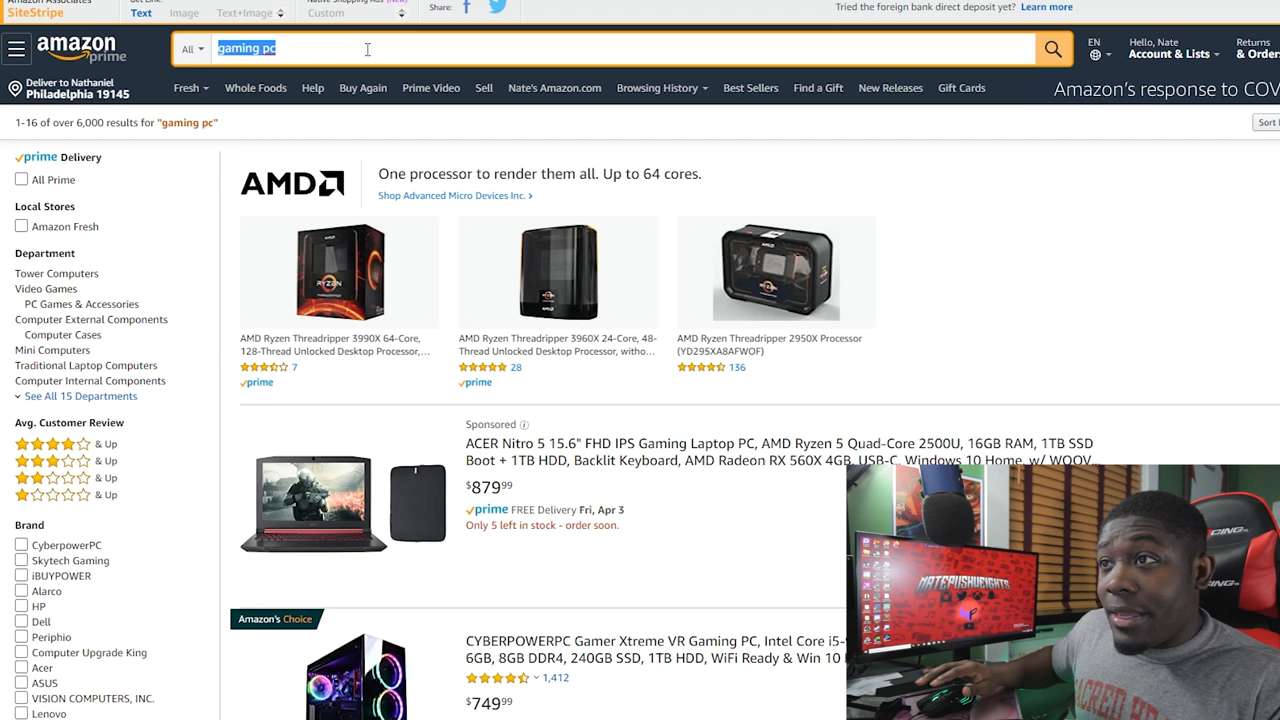 Amazon Associates
SiteStripe
Get Link:
Text
Image
Text+Image
Native Shopping Ads (NEW)
Custom
Share:
Tried the foreign bank direct deposit yet? Learn more
amazon
prime
All
gaming pc
EN
Hello, Nate
Account & Lists
Returns
& Order
Deliver to Nathaniel
Philadelphia 19145
Fresh
Whole Foods
Help
Buy Again
Prime Video
Sell
Nate's Amazon.com
Browsing History
Best Sellers
Find a Gift
New Releases
Gift Cards
Amazon's response to COV
1-16 of over 6,000 results for "gaming pc"
Sort
prime Delivery
All Prime
Local Stores
Amazon Fresh
Department
Tower Computers
Video Games
PC Games & Accessories
Computer External Components
Computer Cases
Mini Computers
Traditional Laptop Computers
Computer Internal Components
See All 15 Departments
Avg. Customer Review
& Up
& Up
& Up
& Up
Brand
CyberpowerPC
Skytech Gaming
iBUYPOWER
Alarco
HP
Dell
Periphio
Computer Upgrade King
Acer
ASUS
VISION COMPUTERS, INC.
Lenovo
AMD
One processor to render them all. Up to 64 cores.
Shop Advanced Micro Devices Inc. ›
RYZEN
AMD Ryzen Threadripper 3990X 64-Core,
128-Thread Unlocked Desktop Processor,...
7
prime
AMD Ryzen Threadripper 3960X 24-Core, 48-
Thread Unlocked Desktop Processor, witho...
28
prime
AMD Ryzen Threadripper 2950X Processor
(YD295XA8AFWOF)
136
Sponsored
ACER Nitro 5 15.6" FHD IPS Gaming Laptop PC, AMD Ryzen 5 Quad-Core 2500U, 16GB RAM, 1TB SSD
Boot + 1TB HDD, Backlit Keyboard, AMD Radeon RX 560X 4GB, USB-C, Windows 10 Home, w/ WOOV...
$879⁹⁹
prime FREE Delivery Fri, Apr 3
Only 5 left in stock - order soon.
Amazon's Choice
CYBERPOWERPC Gamer Xtreme VR Gaming PC, Intel Core i5-
6GB, 8GB DDR4, 240GB SSD, 1TB HDD, WiFi Ready & Win 10
1,412
$749⁹⁹
NATEPUSHWEIGHTS